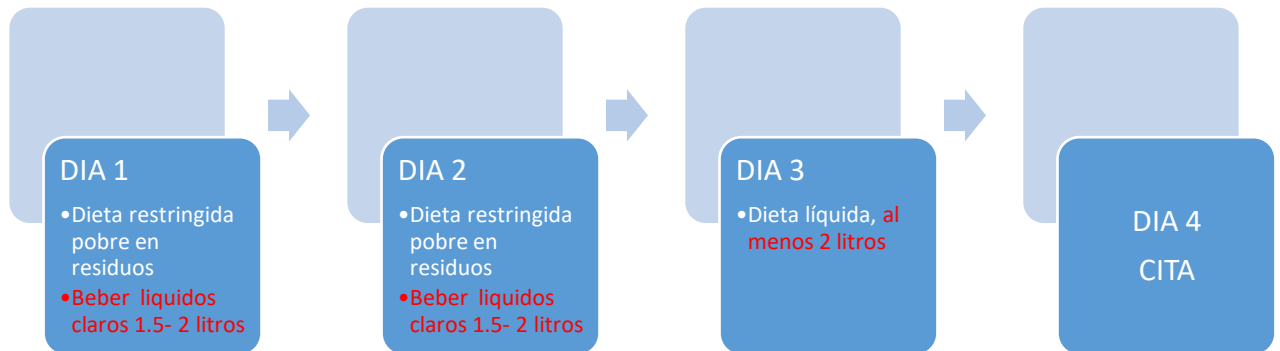 DIA 1
•Dieta restringida
pobre en
residuos
•Beber liquidos
claros 1.5- 2 litros
DIA 2
•Dieta restringida
pobre en
residuos
•Beber liquidos
claros 1.5- 2 litros
DIA 3
•Dieta líquida, al
menos 2 litros
DIA 4
CITA